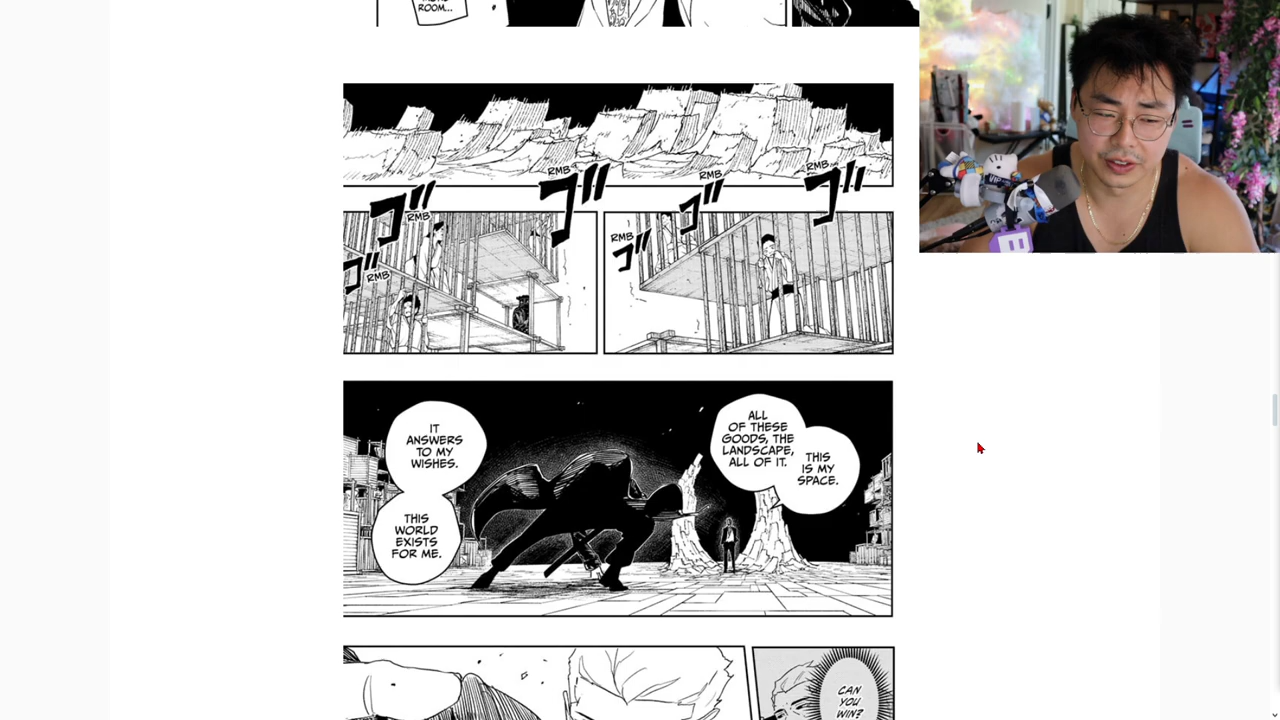 ROOM...
RMB
RMB
RMB
RMB
RMB
RMB
ゴ
ゴ
ゴ
ゴ
ゴ
ゴ
ALL
OF THESE
GOODS, THE
LANDSCAPE,
ALL OF IT.
THIS
IS MY
SPACE.
IT
ANSWERS
TO MY
WISHES.
THIS
WORLD
EXISTS
FOR ME.
CAN
YOU
WIN?
VIP